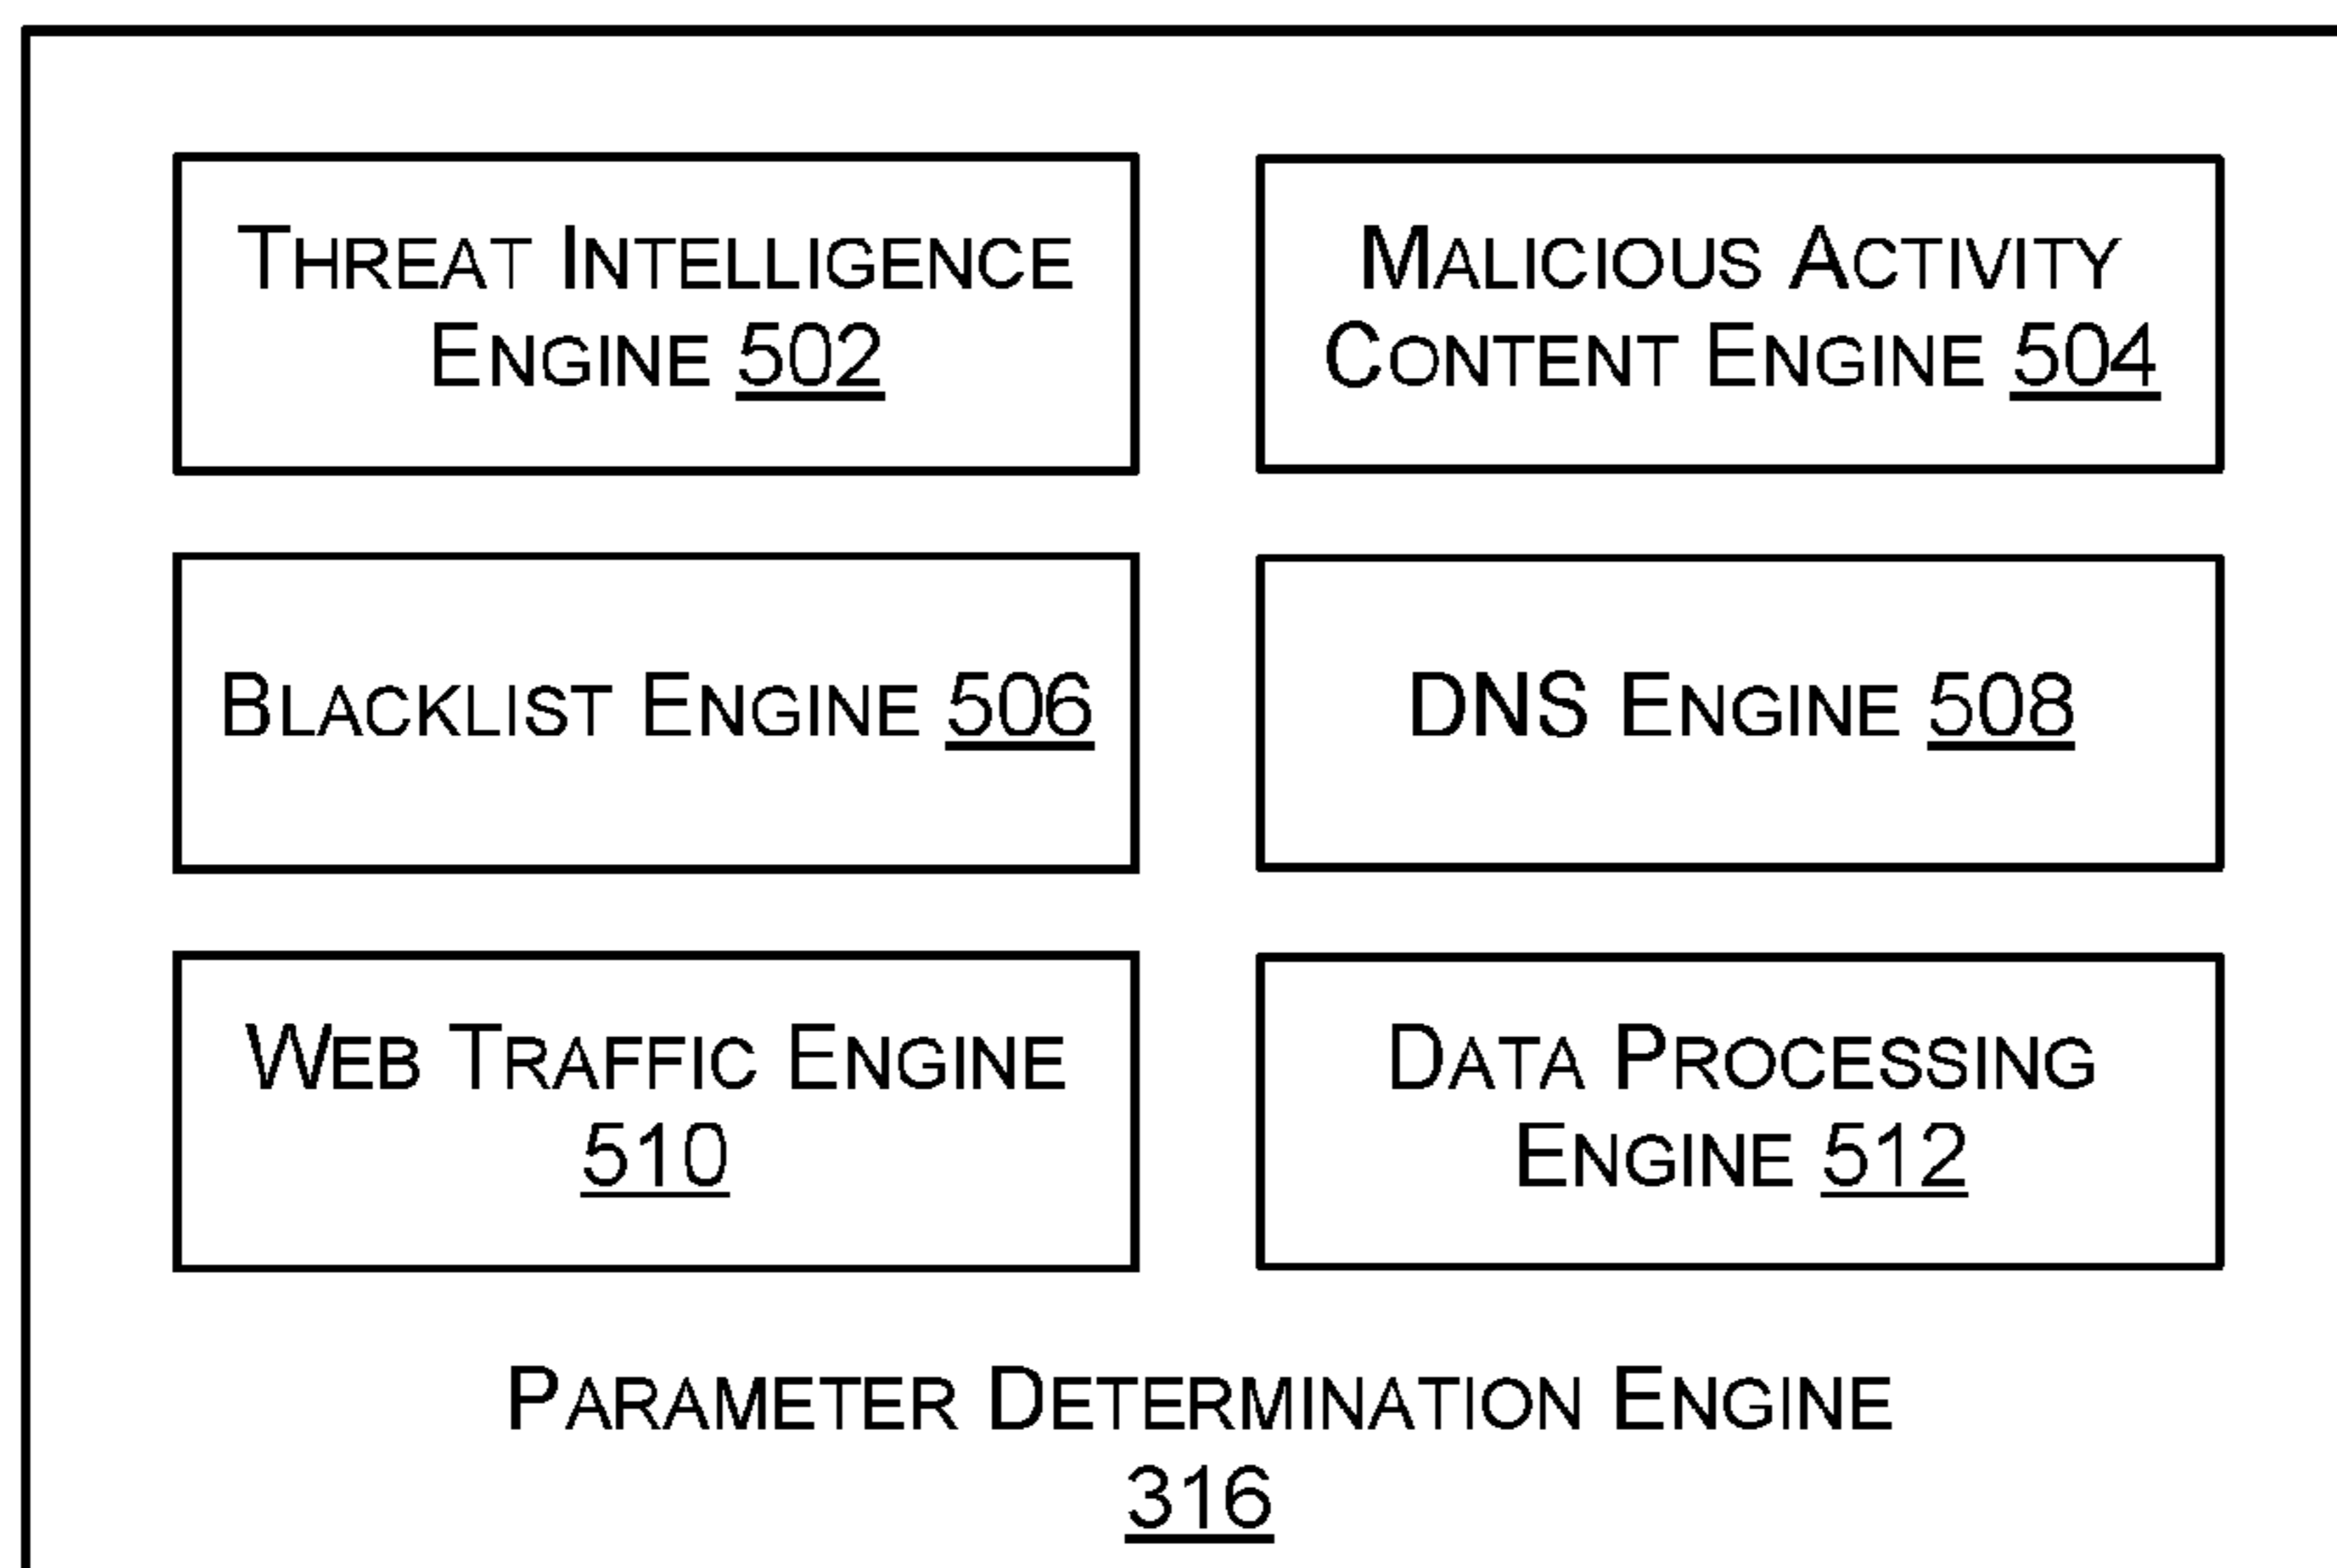 THREAT INTELLIGENCE
ENGINE 502
MALICIOUS ACTIVITY
CONTENT ENGINE 504
BLACKLIST ENGINE 506
DNS ENGINE 508
WEB TRAFFIC ENGINE
510
DATA PROCESSING
ENGINE 512
PARAMETER DETERMINATION ENGINE
316